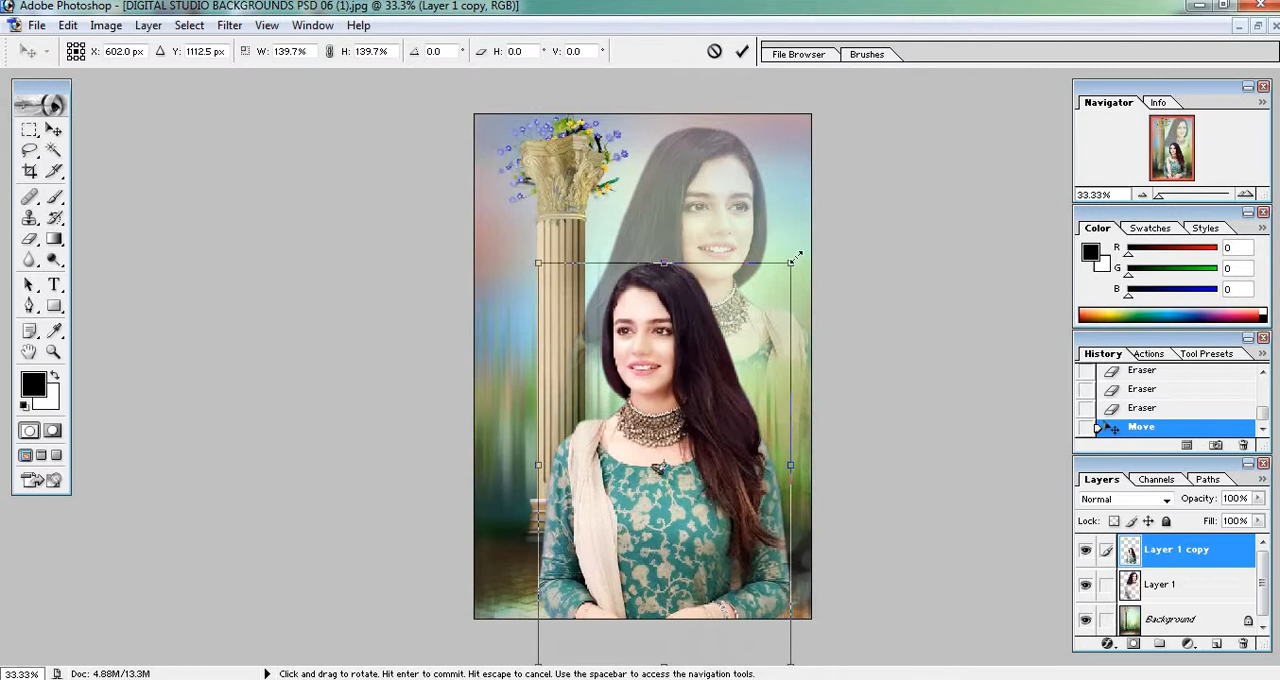 Adobe Photoshop - [DIGITAL STUDIO BACKGROUNDS PSD 06 (1).jpg @ 33.3% (Layer 1 copy, RGB)]
File Edit Image Layer Select Filter View Window Help
X: 602.0 px Y: 1112.5 px W: 139.7% H: 139.7% 0.0 ° H: 0.0 ° V: 0.0 °
File Browser Brushes
Navigator Info
33.33%
Color Swatches Styles
R 0
G 0
B 0
History Actions Tool Presets
Eraser
Eraser
Eraser
Move
Layers Channels Paths
Normal Opacity: 100%
Lock: Fill: 100%
Layer 1 copy
Layer 1
Background
33.33% Doc: 4.88M/13.3M Click and drag to rotate. Hit enter to commit. Hit escape to cancel. Use the spacebar to access the navigation tools.